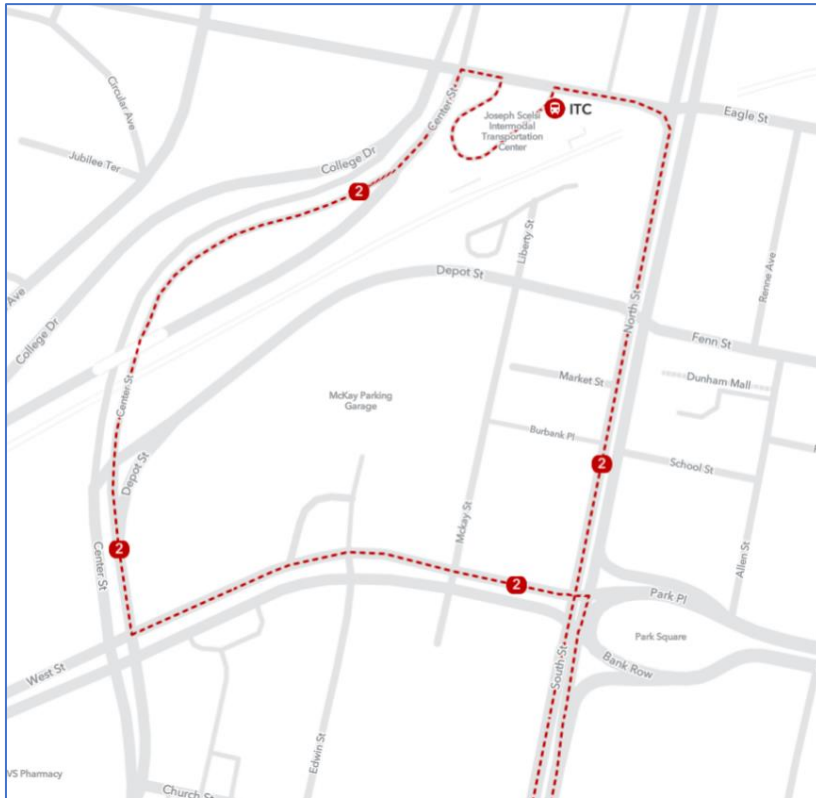 Circular Ave
Center St
Joseph Scelsi
Intermodal
Transportation
Center
ITC
Eagle St
Jubilee Ter
College Dr
2
Liberty St
Renne Ave
Depot St
Ave
College Dr
North St
Fenn St
Market St
Dunham Mall
Center St
McKay Parking
Garage
Burbank Pl
2
School St
Depot St
Mckay St
2
Center St
Allen St
2
Park Pl
Park Square
West St
South St
Bank Row
Edwin St
VS Pharmacy
Church St